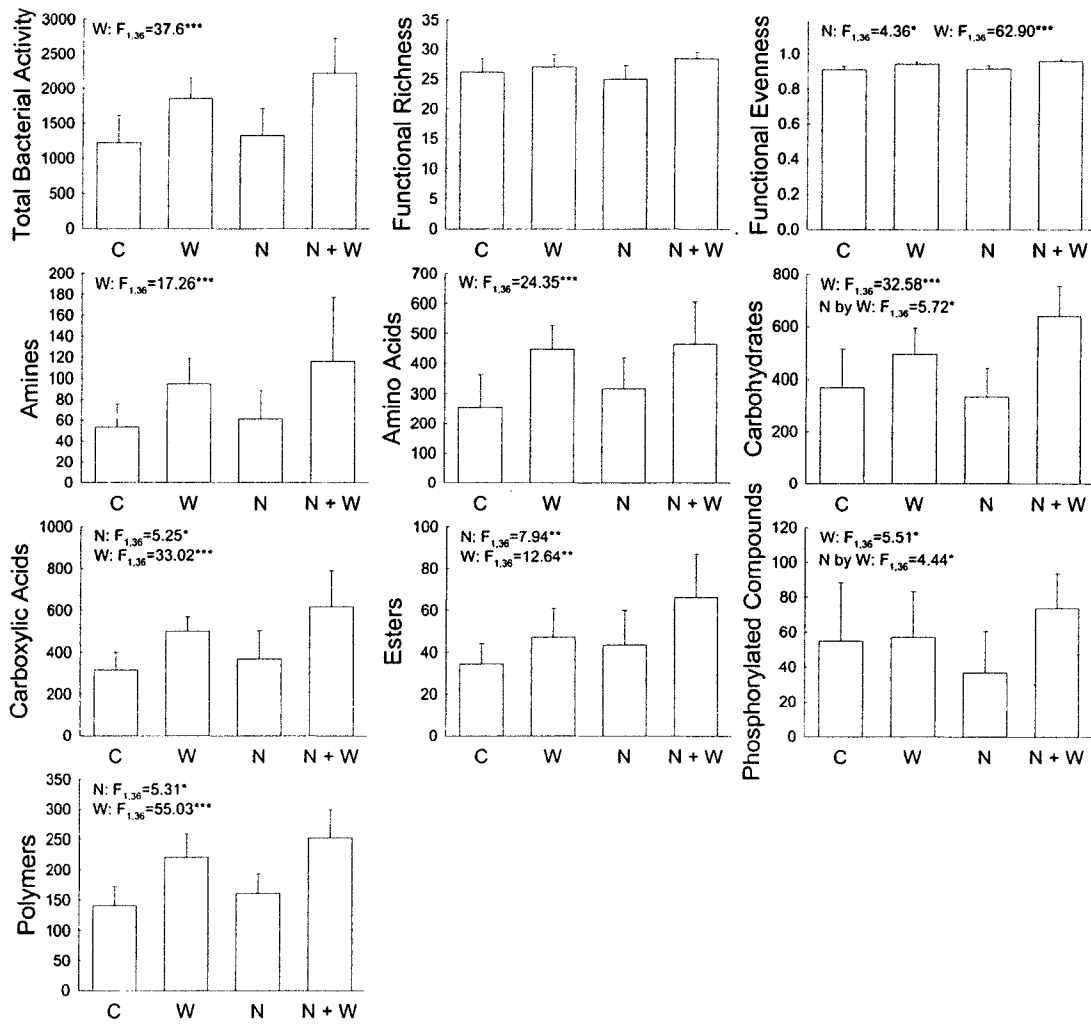 Total Bacterial Activity
W: F1,36=37.6***
3000
2500
2000
1500
1000
500
0
C W N N + W
Functional Richness
35
30
25
20
15
10
5
0
C W N N + W
Functional Evenness
N: F1,36=4.36* W: F1,36=62.90***
1.0
0.8
0.6
0.4
0.2
0.0
C W N N + W
Amines
W: F1,36=17.26***
200
180
160
140
120
100
80
60
40
20
0
C W N N + W
Amino Acids
W: F1,36=24.35***
700
600
500
400
300
200
100
0
C W N N + W
Carbohydrates
W: F1,36=32.58***
N by W: F1,36=5.72*
800
600
400
400
0
C W N N + W
Carboxylic Acids
N: F1,36=5.25*
W: F1,36=33.02***
1000
800
600
400
400
0
C W N N + W
Esters
N: F1,36=7.94**
W: F1,36=12.64**
100
80
60
40
20
0
C W N N + W
Phosphorylated Compounds
W: F1,36=5.51*
N by W: F1,36=4.44*
120
100
80
60
40
20
0
C W N N + W
Polymers
N: F1,36=5.31*
W: F1,36=55.03***
350
300
250
200
150
100
50
0
C W N N + W